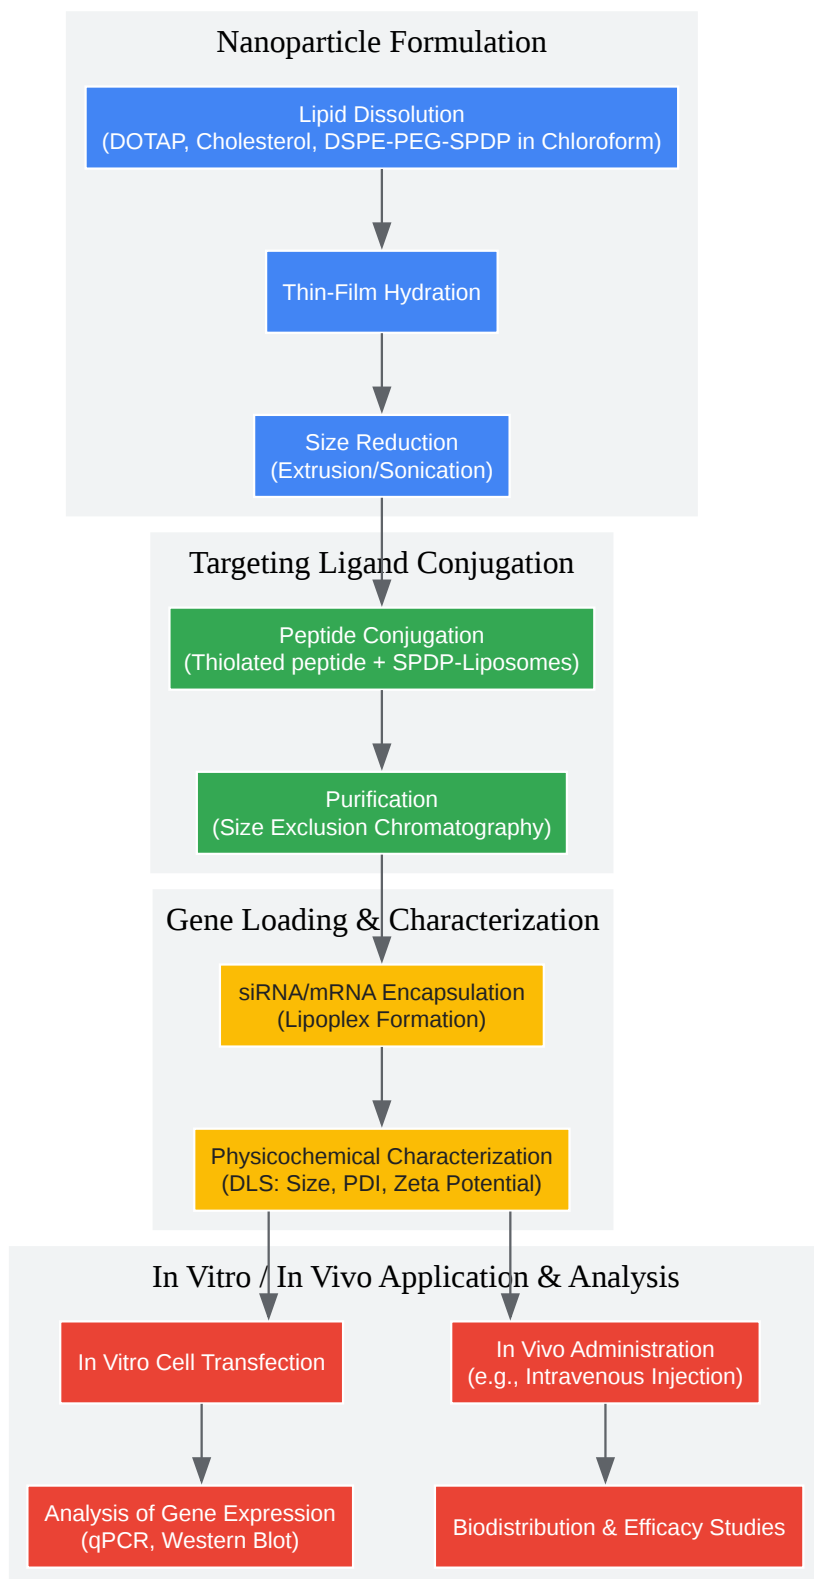 Nanoparticle Formulation
Lipid Dissolution
(DOTAP, Cholesterol, DSPE-PEG-SPDP in Chloroform)
Thin-Film Hydration
Size Reduction
(Extrusion/Sonication)
Targeting Ligand Conjugation
Peptide Conjugation
(Thiolated peptide + SPDP-Liposomes)
Purification
(Size Exclusion Chromatography)
Gene Loading & Characterization
siRNA/mRNA Encapsulation
(Lipoplex Formation)
Physicochemical Characterization
(DLS: Size, PDI, Zeta Potential)
In Vitro / In Vivo Application & Analysis
In Vitro Cell Transfection
In Vivo Administration
(e.g., Intravenous Injection)
Analysis of Gene Expression
(qPCR, Western Blot)
Biodistribution & Efficacy Studies